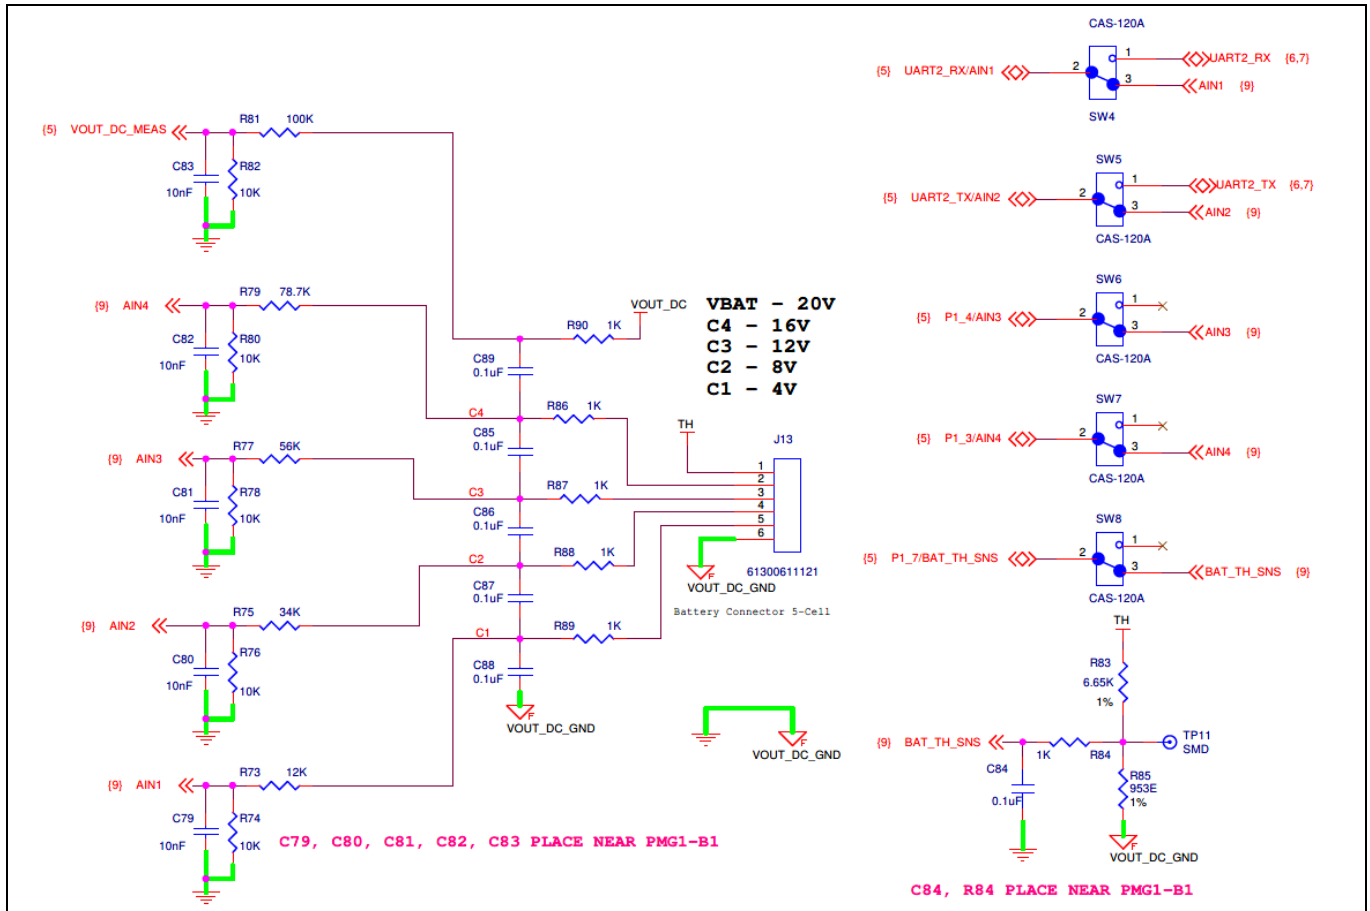 CAS-120A
1
UART2_RX {6,7}
{5} UART2_RX/AIN1
2
3
AIN1 {9}
SW4
R81 100K
{5} VOUT_DC_MEAS
C83
10nF
R82
10K
SW5
1
UART2_TX {6,7}
{5} UART2_TX/AIN2
2
3
AIN2 {9}
CAS-120A
R79 78.7K
{9} AIN4
C82
10nF
R80
10K
VOUT_DC
R90 1K
VBAT - 20V
C4 - 16V
C3 - 12V
C2 - 8V
C1 - 4V
SW6
1
{5} P1_4/AIN3
2
3
AIN3 {9}
CAS-120A
C89
0.1uF
C4
R86 1K
C85
0.1uF
TH
J13
1
2
3
4
5
6
61300611121
VOUT_DC_GND
F
Battery Connector 5-Cell
SW7
1
{5} P1_3/AIN4
2
3
AIN4 {9}
CAS-120A
R77 56K
{9} AIN3
C81
10nF
R78
10K
C3
R87 1K
C86
0.1uF
C2
R88 1K
C87
0.1uF
SW8
1
{5} P1_7/BAT_TH_SNS
2
3
BAT_TH_SNS {9}
CAS-120A
R75 34K
{9} AIN2
C80
10nF
R76
10K
C1
R89 1K
C88
0.1uF
F
VOUT_DC_GND
F
VOUT_DC_GND
TH
R83
6.65K
1%
{9} BAT_TH_SNS
1K
R84
TP11
SMD
C84
0.1uF
R85
953E
1%
F
VOUT_DC_GND
R73 12K
{9} AIN1
C79
10nF
R74
10K
C79, C80, C81, C82, C83 PLACE NEAR PMG1-B1
C84, R84 PLACE NEAR PMG1-B1